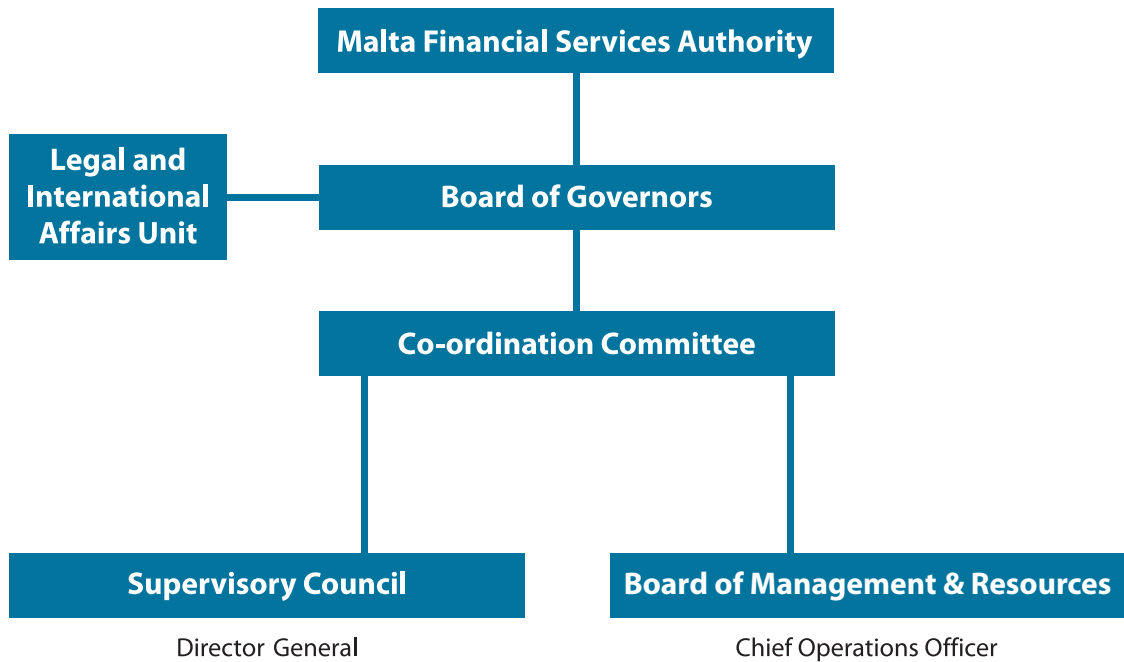 Malta Financial Services Authority
Legal and
International
Affairs Unit
Board of Governors
Co-ordination Committee
Supervisory Council
Board of Management & Resources
Director General
Chief Operations Officer